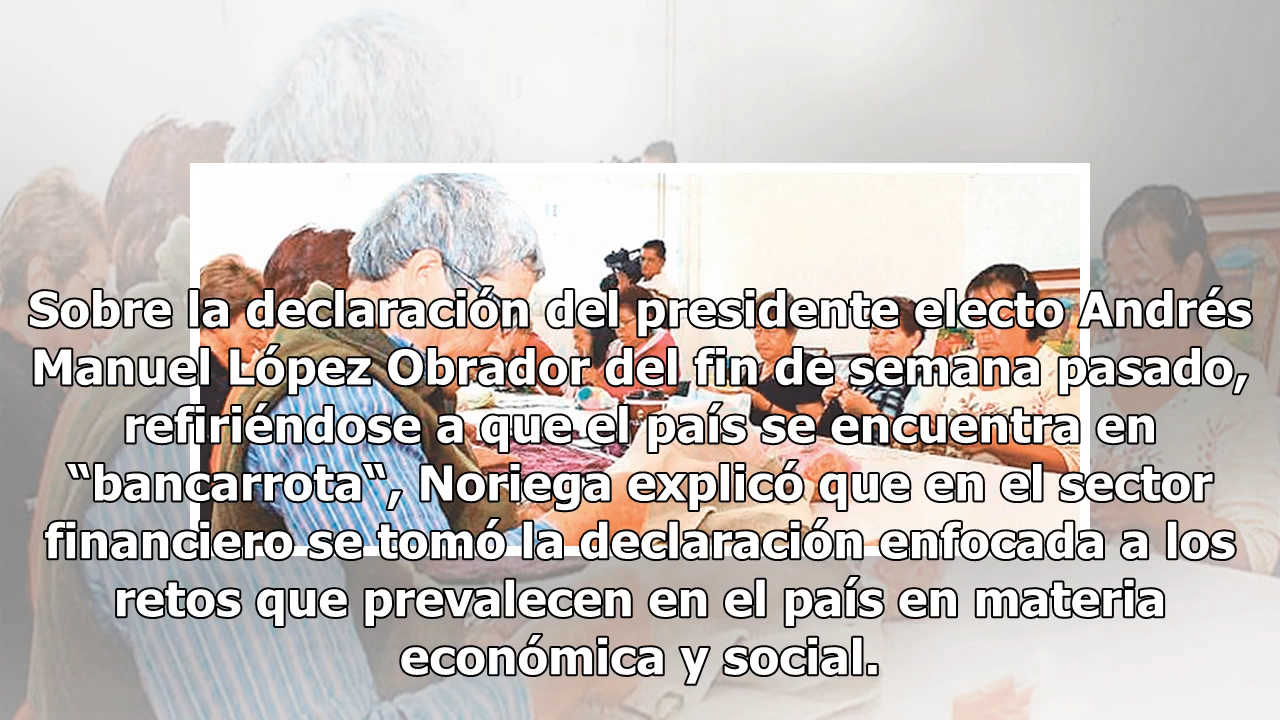 Sobre la declaración del presidente electo Andrés
Manuel López Obrador del fin de semana pasado,
refiriéndose a que el país se encuentra en
“bancarrota“, Noriega explicó que en el sector
financiero se tomó la declaración enfocada a los
retos que prevalecen en el país en materia
económica y social.